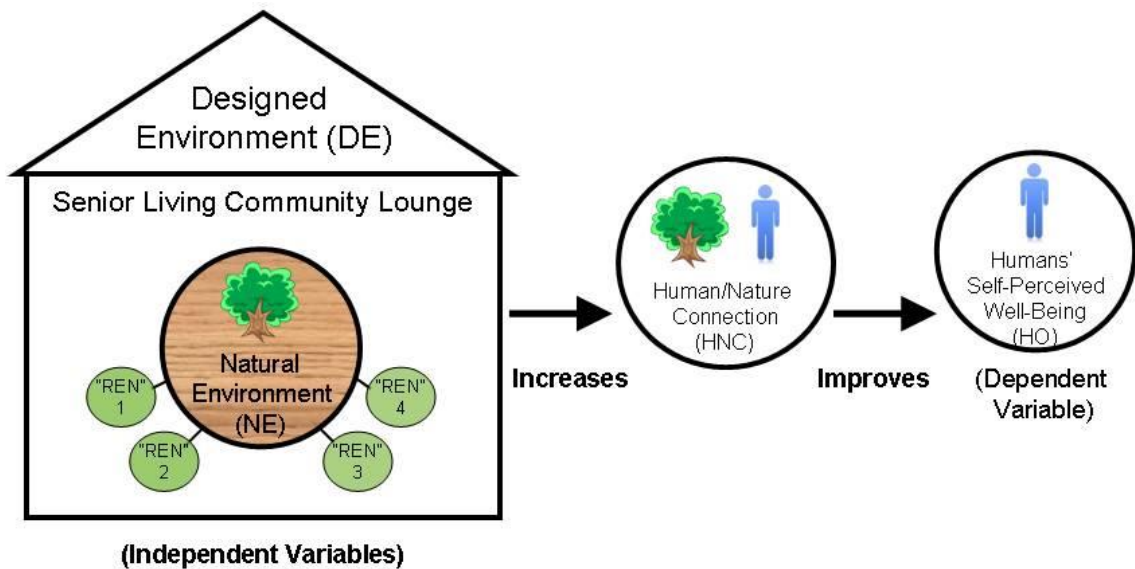 Designed
Environment (DE)
Senior Living Community Lounge
Natural
Environment
(NE)
"REN"
1
"REN"
2
"REN"
3
"REN"
4
(Independent Variables)
Increases
Human/Nature
Connection
(HNC)
Improves
Humans'
Self-Perceived
Well-Being
(HO)
(Dependent
Variable)